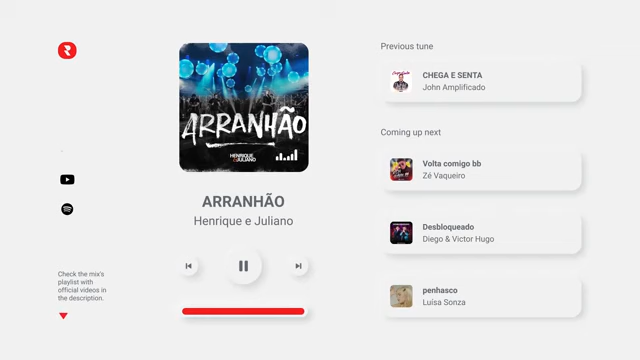 ARRANHÃO
HENRIQUE
E JULIANO
ARRANHÃO
Henrique e Juliano
Check the mix's
playlist with
official videos in
the description.
Previous tune
CHEGA E SENTA
John Amplificado
Coming up next
Volta comigo bb
Zé Vaqueiro
Desbloqueado
Diego & Victor Hugo
penhasco
Luísa Sonza